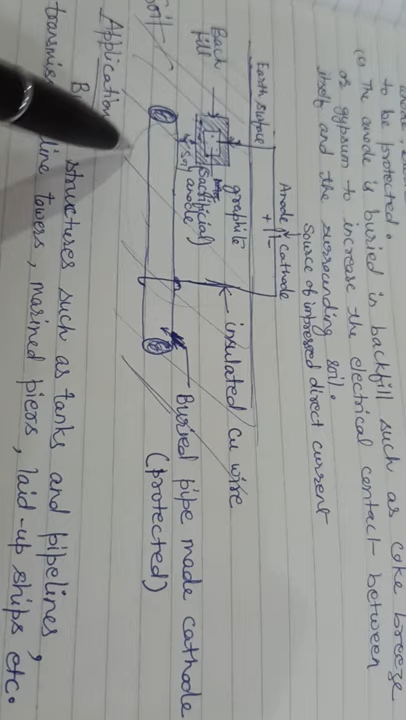 to be protected.
(c) The anode is buried in backfill such as coke breeze
or gypsum to increase the electrical contact between
itself and the surrounding soil.
Source of impressed direct current
Anode cathode
+ -
Earth surface
insulated cu wire
graphite
Back
fill
(sacrificial)
anode
Buried pipe made cathode
(protected)
soil
Application
structures such as tanks and pipelines,
line towers, marined piers, laid-up ships etc.